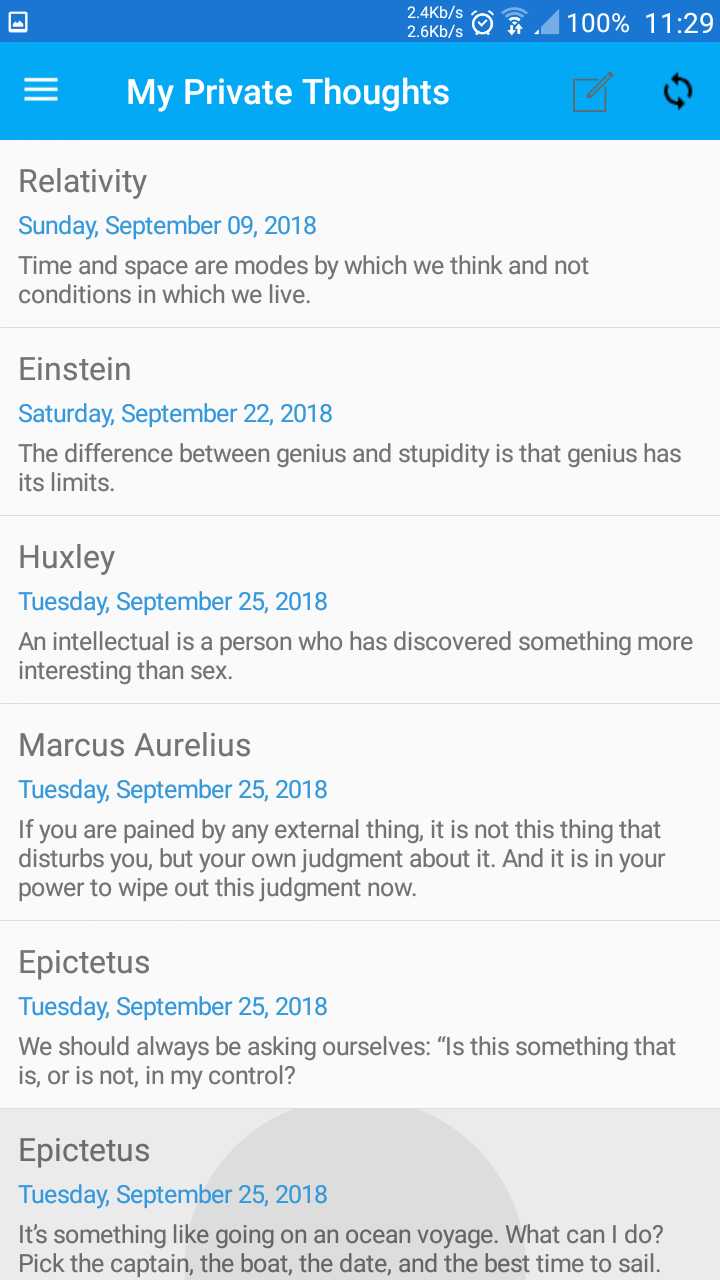 2.4Kb/s
2.6Kb/s
100% 11:29
My Private Thoughts
Relativity
Sunday, September 09, 2018
Time and space are modes by which we think and not
conditions in which we live.
Einstein
Saturday, September 22, 2018
The difference between genius and stupidity is that genius has
its limits.
Huxley
Tuesday, September 25, 2018
An intellectual is a person who has discovered something more
interesting than sex.
Marcus Aurelius
Tuesday, September 25, 2018
If you are pained by any external thing, it is not this thing that
disturbs you, but your own judgment about it. And it is in your
power to wipe out this judgment now.
Epictetus
Tuesday, September 25, 2018
We should always be asking ourselves: “Is this something that
is, or is not, in my control?
Epictetus
Tuesday, September 25, 2018
It’s something like going on an ocean voyage. What can I do?
Pick the captain, the boat, the date, and the best time to sail.